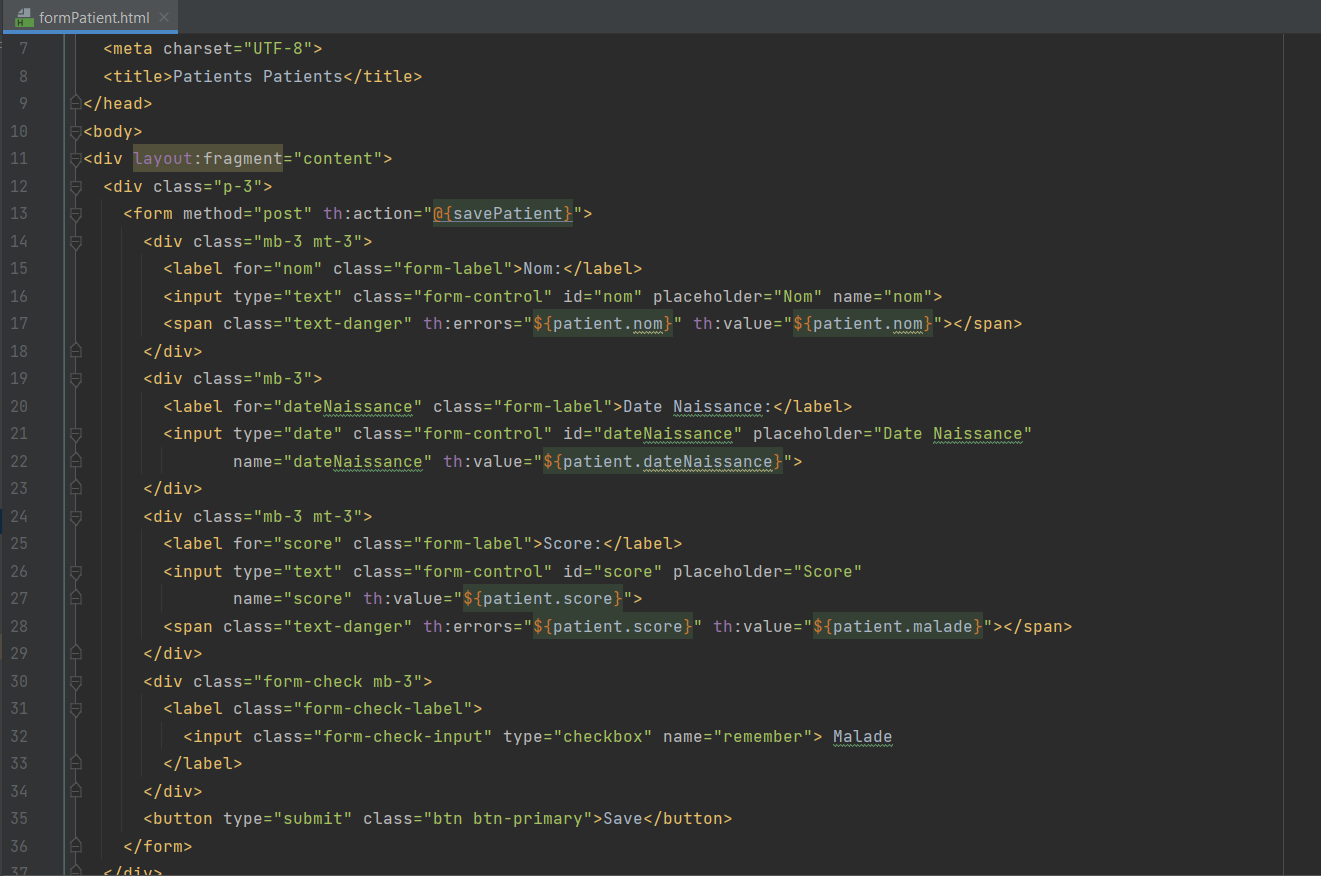 formPatient.html
7 <meta charset="UTF-8">
8 <title>Patients Patients</title>
9 </head>
10 <body>
11 <div layout:fragment="content">
12 <div class="p-3">
13 <form method="post" th:action="@{savePatient}">
14 <div class="mb-3 mt-3">
15 <label for="nom" class="form-label">Nom:</label>
16 <input type="text" class="form-control" id="nom" placeholder="Nom" name="nom">
17 <span class="text-danger" th:errors="${patient.nom}" th:value="${patient.nom}"></span>
18 </div>
19 <div class="mb-3">
20 <label for="dateNaissance" class="form-label">Date Naissance:</label>
21 <input type="date" class="form-control" id="dateNaissance" placeholder="Date Naissance"
22 name="dateNaissance" th:value="${patient.dateNaissance}">
23 </div>
24 <div class="mb-3 mt-3">
25 <label for="score" class="form-label">Score:</label>
26 <input type="text" class="form-control" id="score" placeholder="Score"
27 name="score" th:value="${patient.score}">
28 <span class="text-danger" th:errors="${patient.score}" th:value="${patient.malade}"></span>
29 </div>
30 <div class="form-check mb-3">
31 <label class="form-check-label">
32 <input class="form-check-input" type="checkbox" name="remember"> Malade
33 </label>
34 </div>
35 <button type="submit" class="btn btn-primary">Save</button>
36 </form>
37 </div>